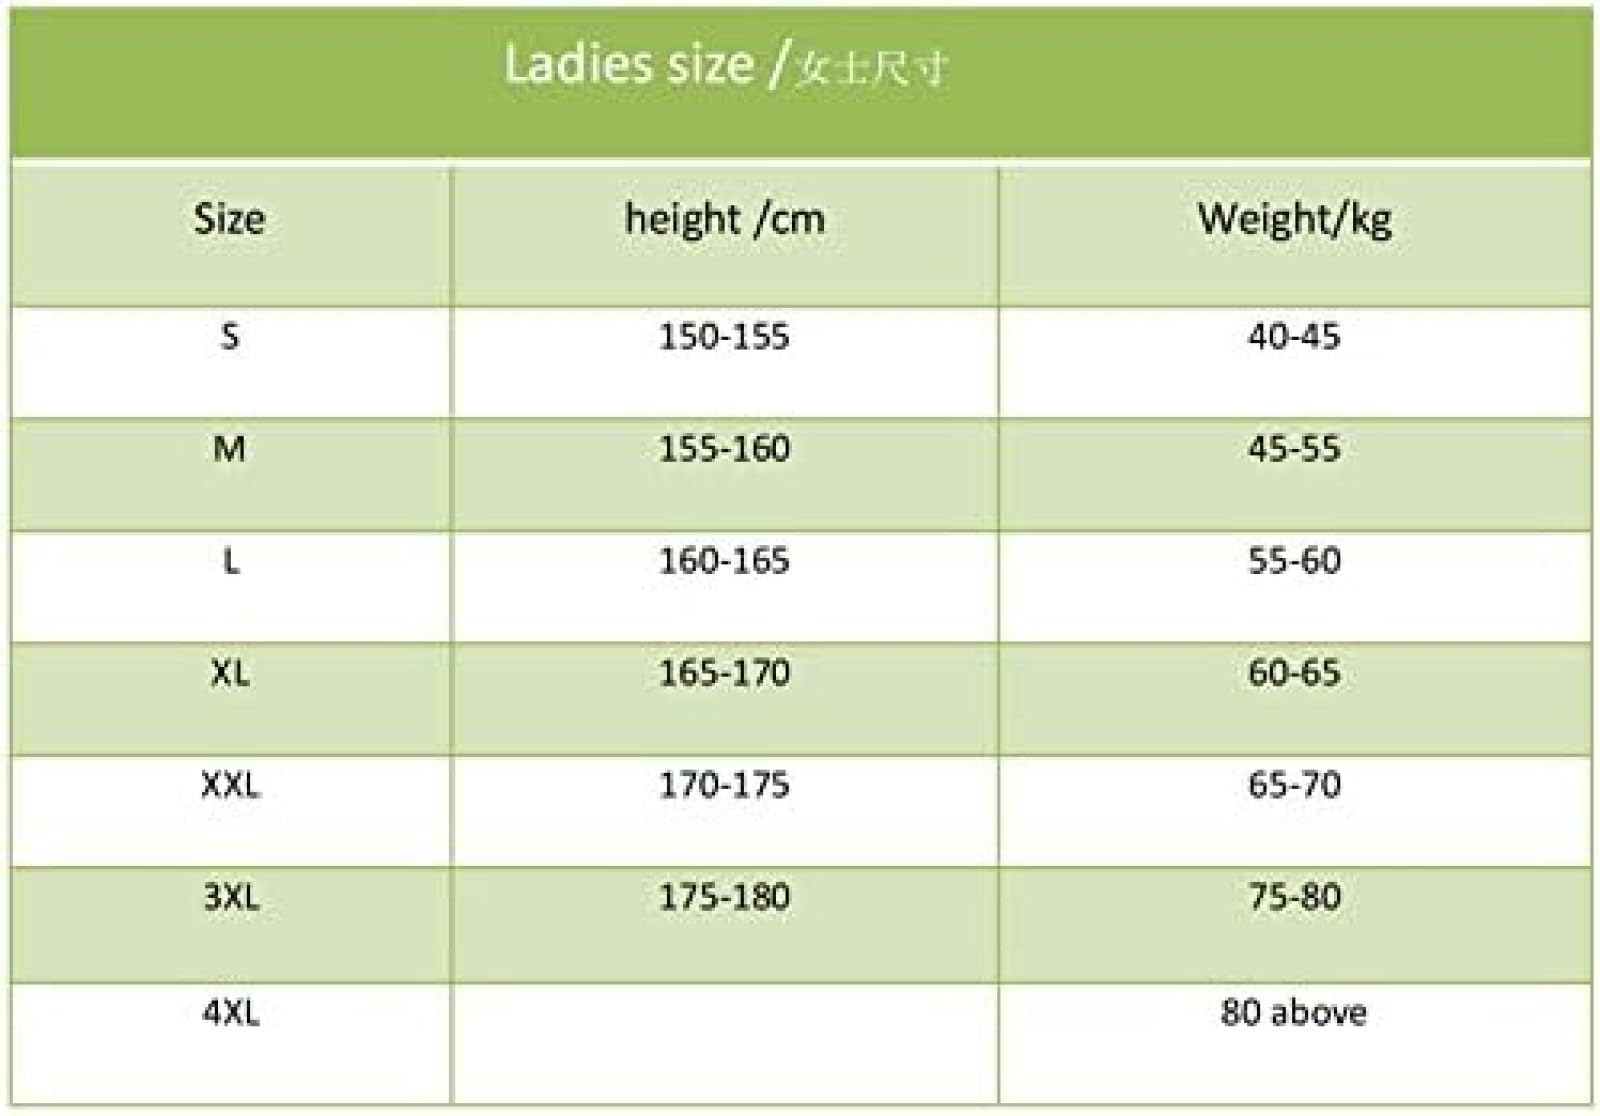 Ladies size /女士尺寸
Size height /cm Weight/kg
S 150-155 40-45
M 155-160 45-55
L 160-165 55-60
XL 165-170 60-65
XXL 170-175 65-70
3XL 175-180 75-80
4XL 80 above